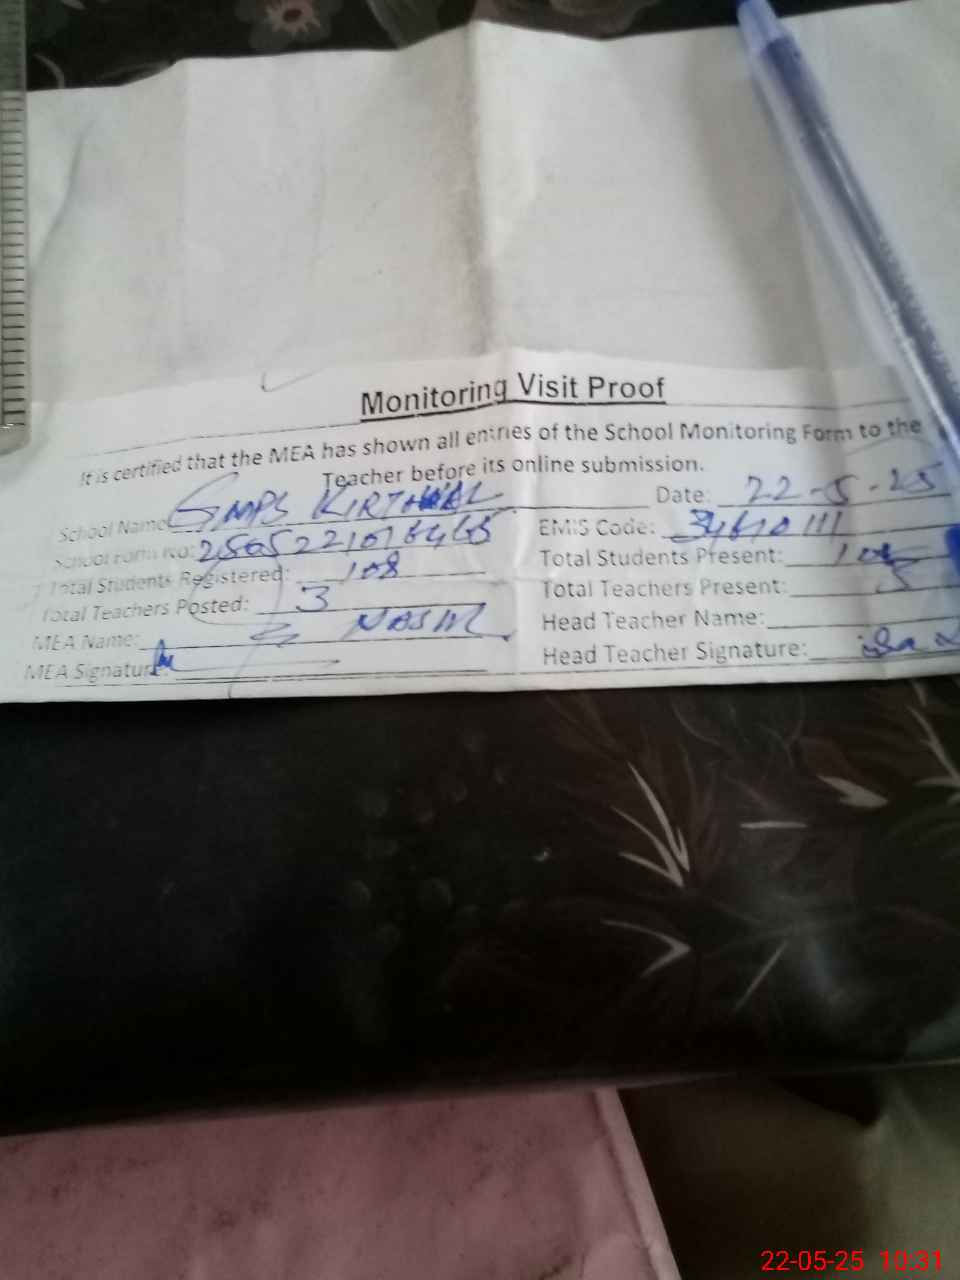 Monitoring Visit Proof
It is certified that the MEA has shown all entries of the School Monitoring Form to the
Teacher before its online submission.
School Name: GMPS Date: 22-5-25
School Form No: EMIS Code: 34610111
Total Students Registered: 108 Total Students Present:
Total Teachers Posted: 3 Total Teachers Present:
MEA Name: Head Teacher Name:
MEA Signature: Head Teacher Signature:
22-05-25 10:31